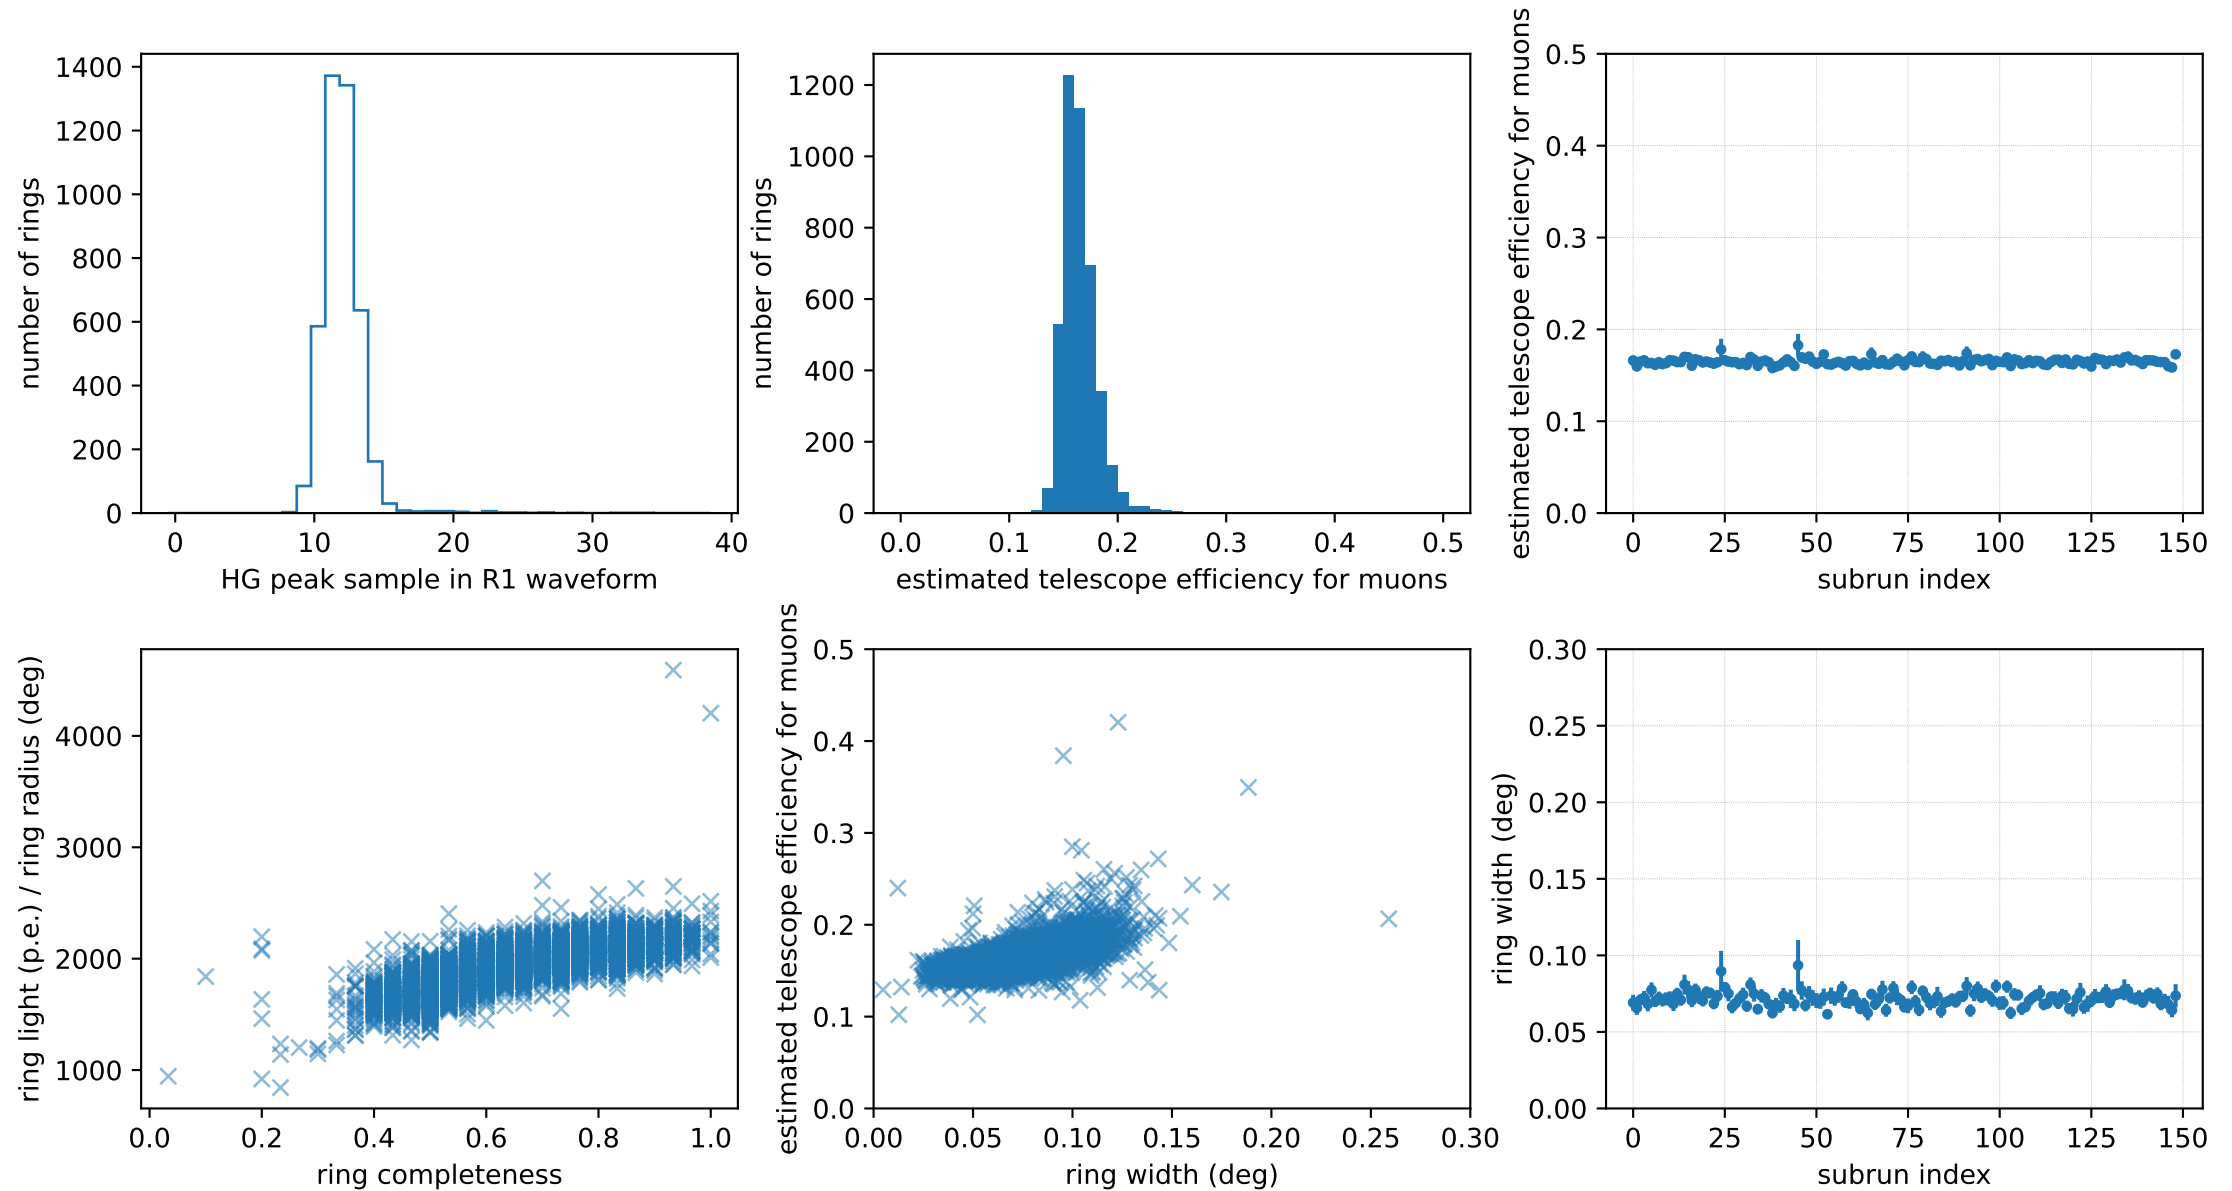 number of rings
1400
1200
1000
800
600
400
200
0
0 10 20 30 40
HG peak sample in R1 waveform
number of rings
1200
1000
800
600
400
200
0
0.0 0.1 0.2 0.3 0.4 0.5
estimated telescope efficiency for muons
estimated telescope efficiency for muons
0.5
0.4
0.3
0.2
0.1
0.0
0 25 50 75 100 125 150
subrun index
ring light (p.e.) / ring radius (deg)
4000
3000
2000
1000
0.0 0.2 0.4 0.6 0.8 1.0
ring completeness
estimated telescope efficiency for muons
0.5
0.4
0.3
0.2
0.1
0.0
0.00 0.05 0.10 0.15 0.20 0.25 0.30
ring width (deg)
ring width (deg)
0.30
0.25
0.20
0.15
0.10
0.05
0.00
0 25 50 75 100 125 150
subrun index